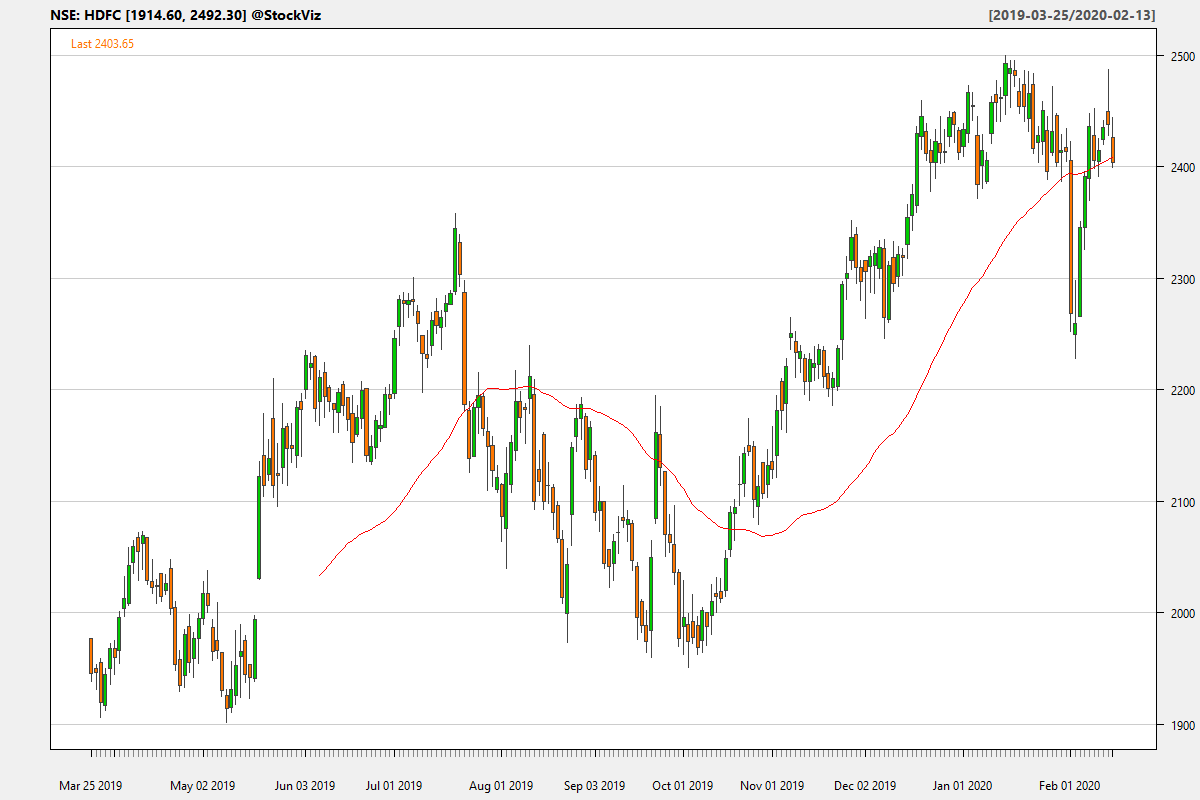 NSE: HDFC [1914.60, 2492.30] @StockViz
[2019-03-25/2020-02-13]
Last 2403.65
2500
2400
2300
2200
2100
2000
1900
Mar 25 2019
May 02 2019
Jun 03 2019
Jul 01 2019
Aug 01 2019
Sep 03 2019
Oct 01 2019
Nov 01 2019
Dec 02 2019
Jan 01 2020
Feb 01 2020